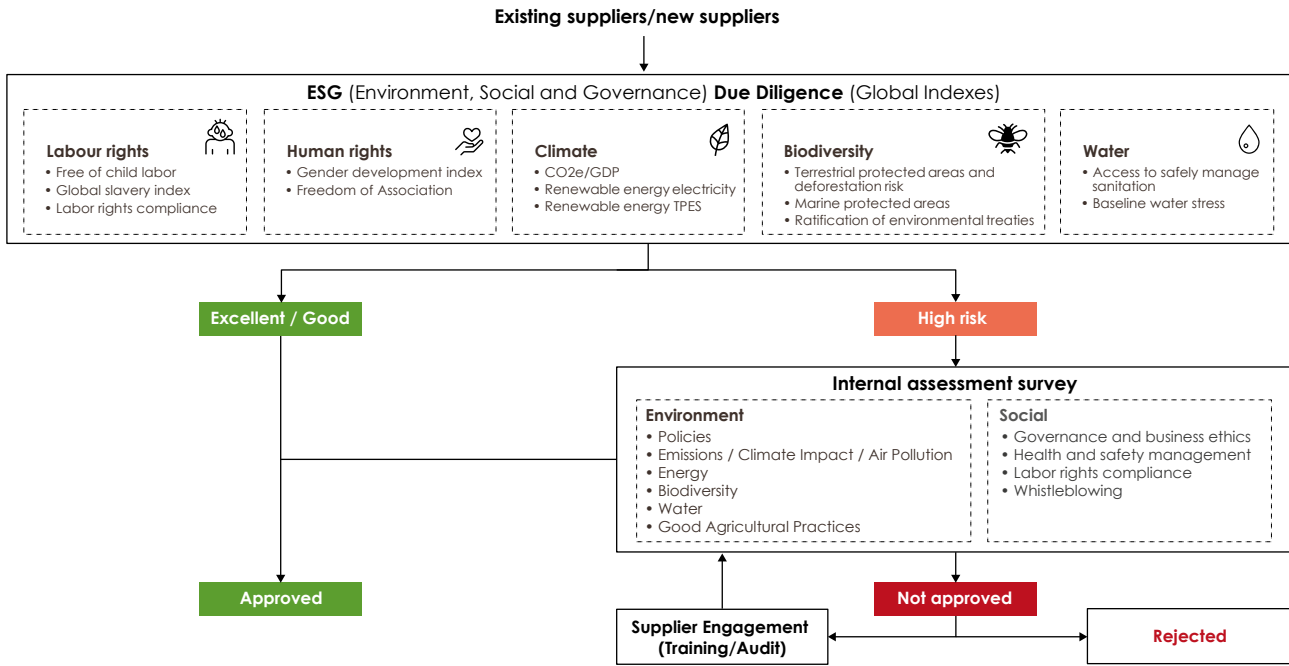 Existing suppliers/new suppliers
ESG (Environment, Social and Governance) Due Diligence (Global Indexes)
Labour rights
• Free of child labor
• Global slavery index
• Labor rights compliance
Human rights
• Gender development index
• Freedom of Association
Climate
• CO2e/GDP
• Renewable energy electricity
• Renewable energy TPES
Biodiversity
• Terrestrial protected areas and
deforestation risk
• Marine protected areas
• Ratification of environmental treaties
Water
• Access to safely manage
sanitation
• Baseline water stress
Excellent / Good
High risk
Internal assessment survey
Environment
• Policies
• Emissions / Climate Impact / Air Pollution
• Energy
• Biodiversity
• Water
• Good Agricultural Practices
Social
• Governance and business ethics
• Health and safety management
• Labor rights compliance
• Whistleblowing
Approved
Not approved
Supplier Engagement
(Training/Audit)
Rejected